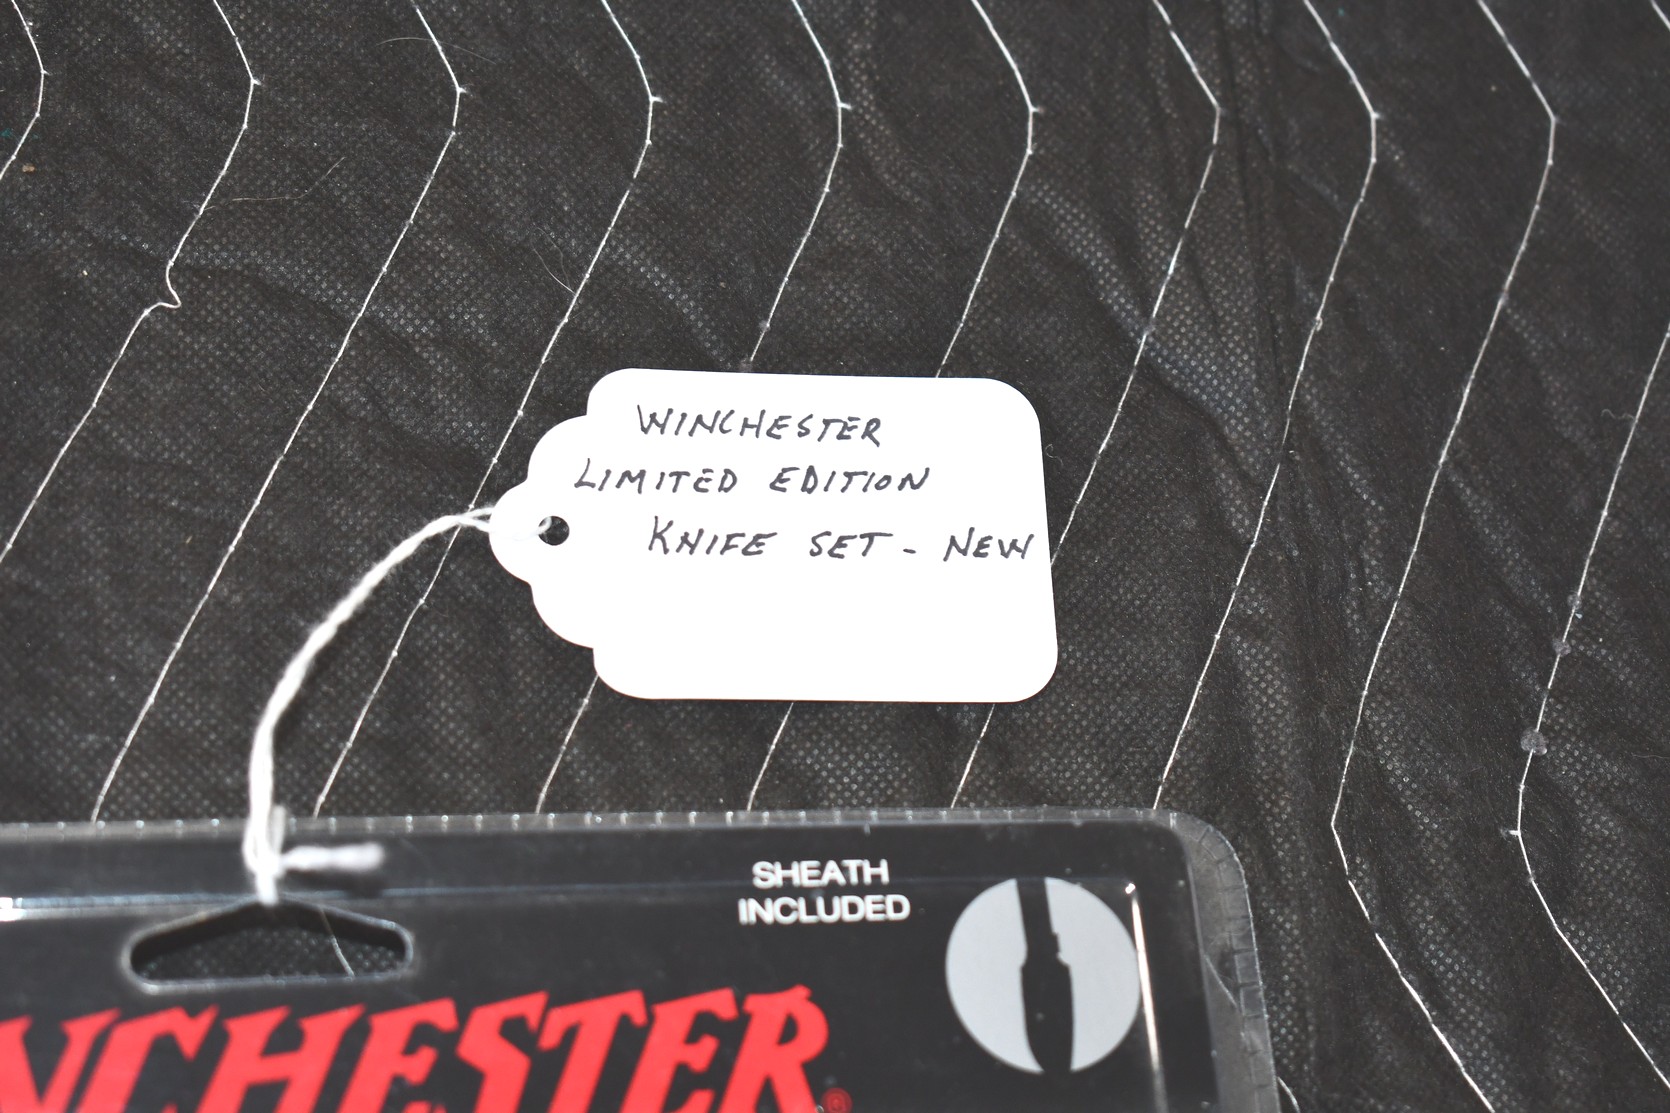 WINCHESTER
LIMITED EDITION
KNIFE SET - NEW
SHEATH
INCLUDED
NCHESTER®